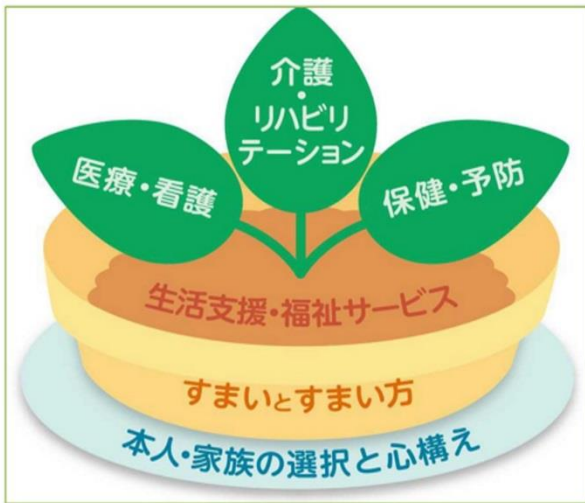 介護
・
リハビリ
テーション
医療・看護
保健・予防
生活支援・福祉サービス
すまいとすまい方
本人・家族の選択と心構え